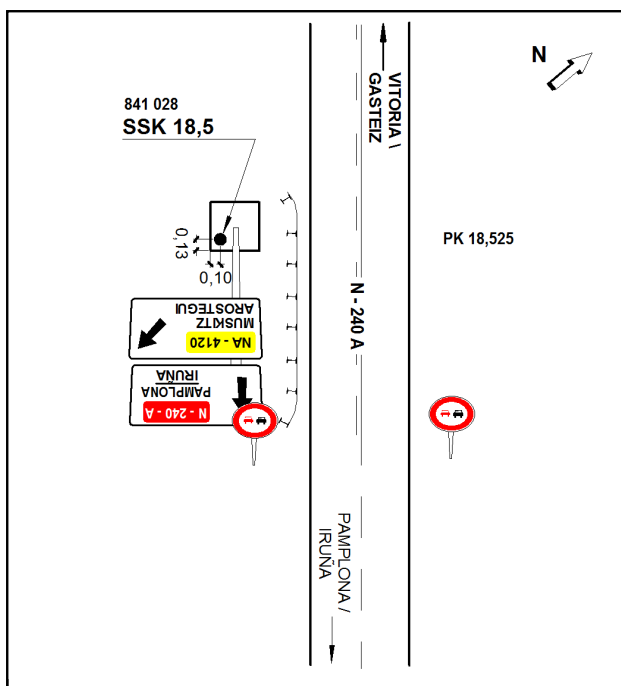 N
841 028
SSK 18,5
VITORIA \
GASTEIZ
PK 18,525
0,13
0,10
N - 240 A
AROSTEGUI
MUSKITZ
NA - 4120
IRUÑA
PAMPLONA
N - 240 - A
PAMPLONA /
IRUÑA